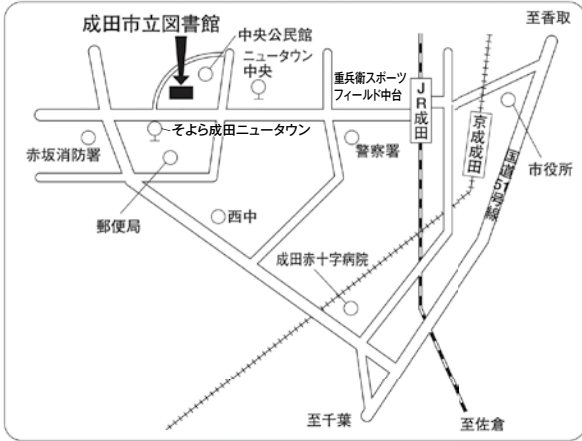 至香取
成田市立図書館
中央公民館
ニュータウン
中央
重兵衛スポーツ
フィールド中台
JR成田
京成成田
国道51号線
市役所
そよら成田ニュータウン
赤坂消防署
警察署
郵便局
西中
成田赤十字病院
至千葉
至佐倉